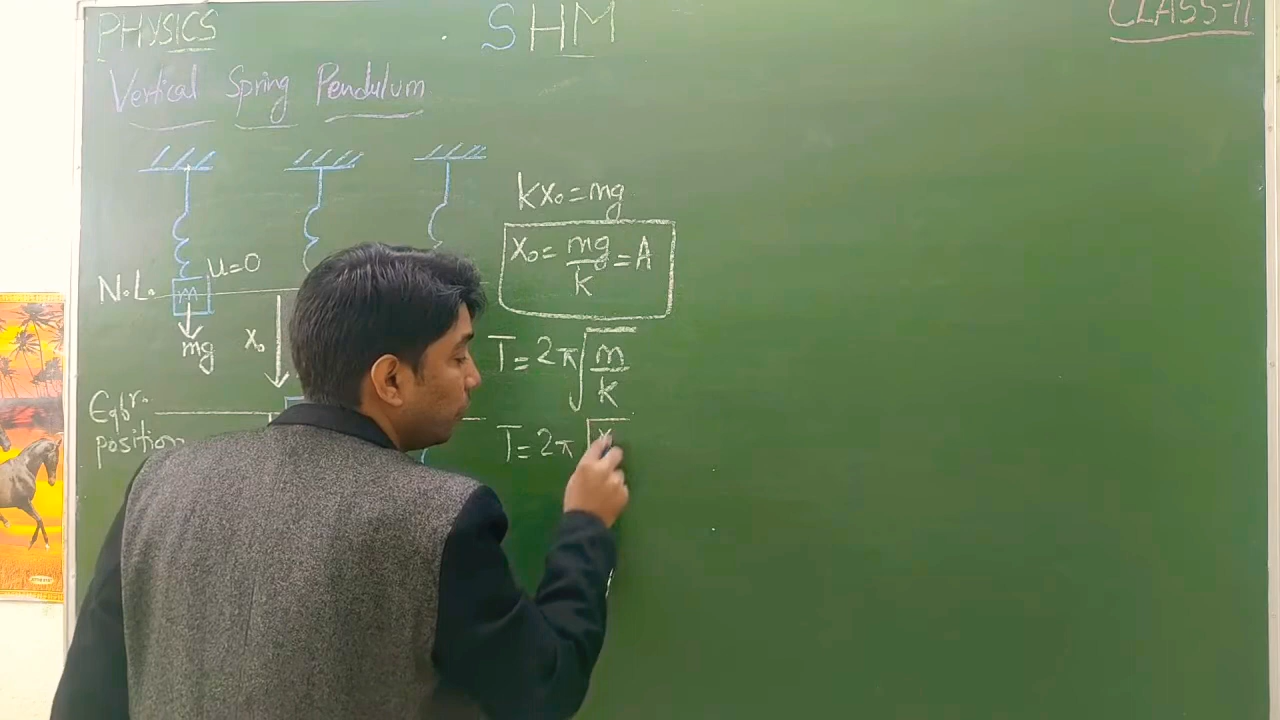 PHYSICS
SHM
CLASS-11
Vertical Spring Pendulum
kx₀=mg
x₀=mg/k=A
u=0
N.L.
m
mg
x₀
T=2π√m/k
Eqbr.
position
T=2π√x